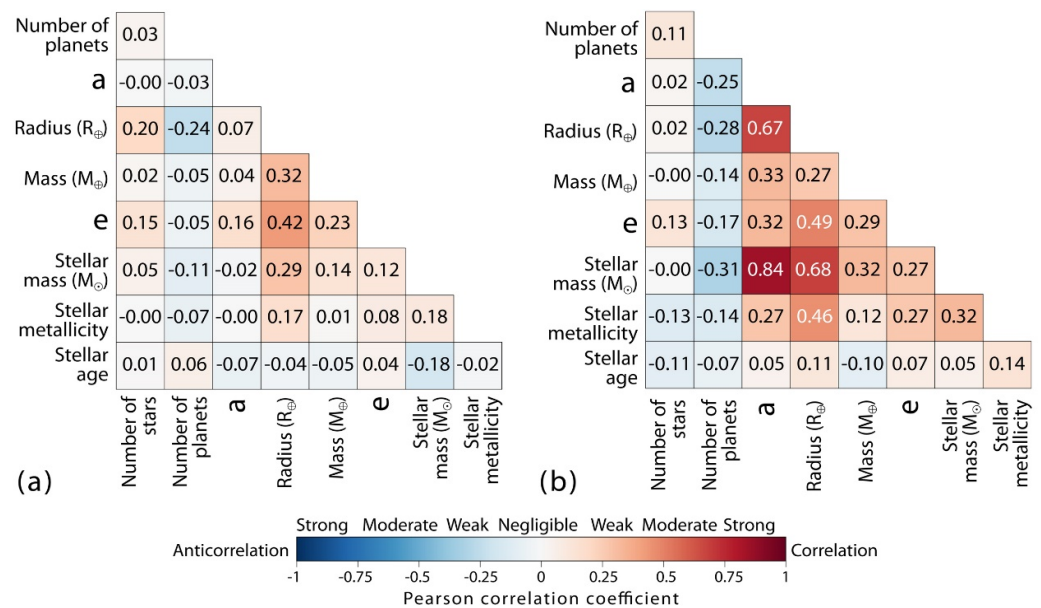 Number of
planets
0.03
a
-0.00 -0.03
Radius (R⊕)
0.20 -0.24 0.07
Mass (M⊕)
0.02 -0.05 0.04 0.32
e
0.15 -0.05 0.16 0.42 0.23
Stellar
mass (M⊙)
0.05 -0.11 -0.02 0.29 0.14 0.12
Stellar
metallicity
-0.00 -0.07 -0.00 0.17 0.01 0.08 0.18
Stellar
age
0.01 0.06 -0.07 -0.04 -0.05 0.04 -0.18 -0.02
Number of
stars
Number of
planets
a
Radius (R⊕)
Mass (M⊕)
e
Stellar
mass (M⊙)
Stellar
metallicity
(a)
Number of
planets
0.11
a
0.02 -0.25
Radius (R⊕)
0.02 -0.28 0.67
Mass (M⊕)
-0.00 -0.14 0.33 0.27
e
0.13 -0.17 0.32 0.49 0.29
Stellar
mass (M⊙)
-0.00 -0.31 0.84 0.68 0.32 0.27
Stellar
metallicity
-0.13 -0.14 0.27 0.46 0.12 0.27 0.32
Stellar
age
-0.11 -0.07 0.05 0.11 -0.10 0.07 0.05 0.14
Number of
stars
Number of
planets
a
Radius (R⊕)
Mass (M⊕)
e
Stellar
mass (M⊙)
Stellar
metallicity
(b)
Strong Moderate Weak Negligible Weak Moderate Strong
Anticorrelation Correlation
-1 -0.75 -0.5 -0.25 0 0.25 0.5 0.75 1
Pearson correlation coefficient